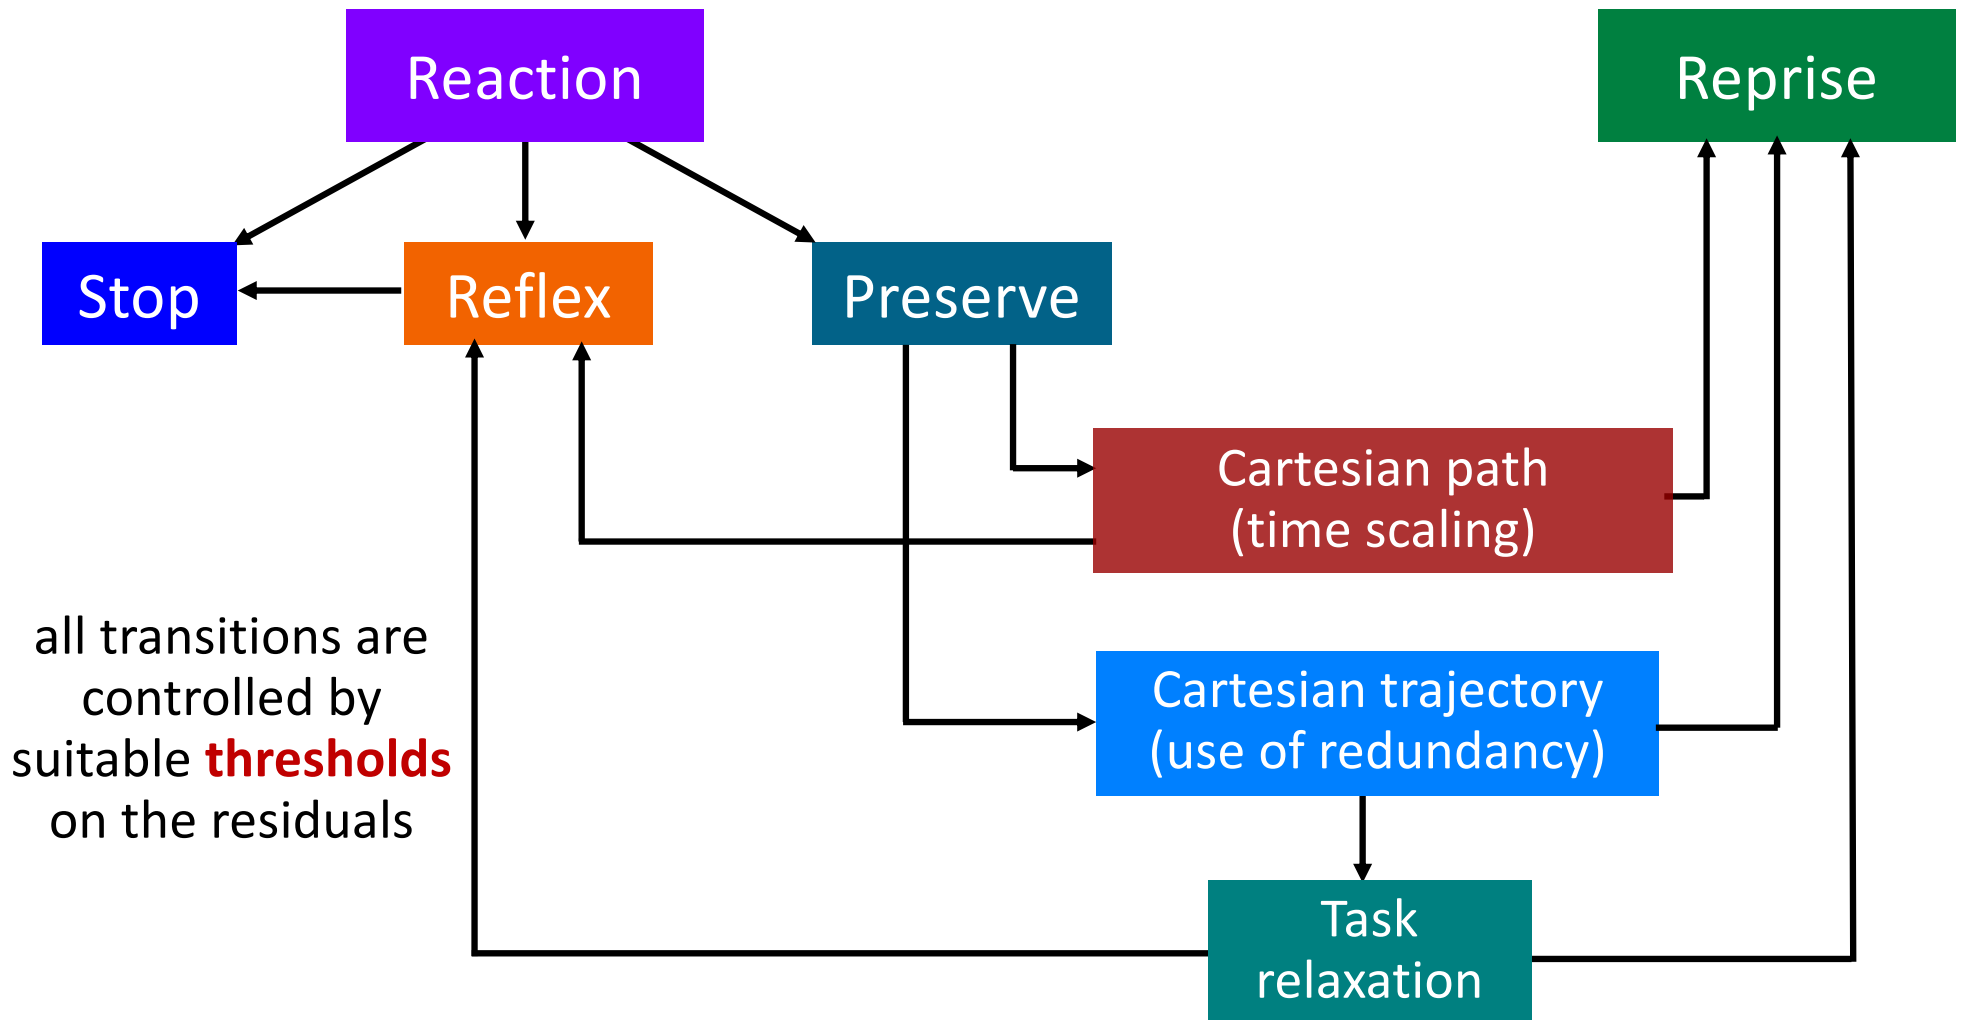 Reaction
Reprise
Stop
Reflex
Preserve
Cartesian path
(time scaling)
all transitions are
controlled by
suitable thresholds
on the residuals
Cartesian trajectory
(use of redundancy)
Task
relaxation